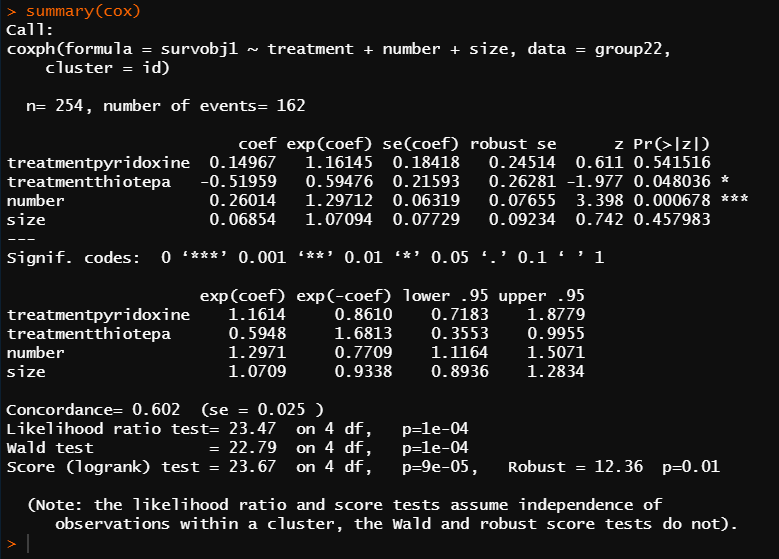 > summary(cox)
Call:
coxph(formula = survobj1 ~ treatment + number + size, data = group22,
    cluster = id)
  n= 254, number of events= 162
                        coef exp(coef) se(coef) robust se      z Pr(>|z|)
treatmentpyridoxine  0.14967   1.16145  0.18418   0.24514  0.611 0.541516
treatmentthiotepa   -0.51959   0.59476  0.21593   0.26281 -1.977 0.048036 *
number               0.26014   1.29712  0.06319   0.07655  3.398 0.000678 ***
size                 0.06854   1.07094  0.07729   0.09234  0.742 0.457983
---
Signif. codes:  0 ‘***’ 0.001 ‘**’ 0.01 ‘*’ 0.05 ‘.’ 0.1 ‘ ’ 1
                    exp(coef) exp(-coef) lower .95 upper .95
treatmentpyridoxine    1.1614     0.8610    0.7183    1.8779
treatmentthiotepa      0.5948     1.6813    0.3553    0.9955
number                 1.2971     0.7709    1.1164    1.5071
size                   1.0709     0.9338    0.8936    1.2834
Concordance= 0.602  (se = 0.025 )
Likelihood ratio test= 23.47  on 4 df,   p=1e-04
Wald test            = 22.79  on 4 df,   p=1e-04
Score (logrank) test = 23.67  on 4 df,   p=9e-05,   Robust = 12.36  p=0.01
  (Note: the likelihood ratio and score tests assume independence of
     observations within a cluster, the Wald and robust score tests do not).
>